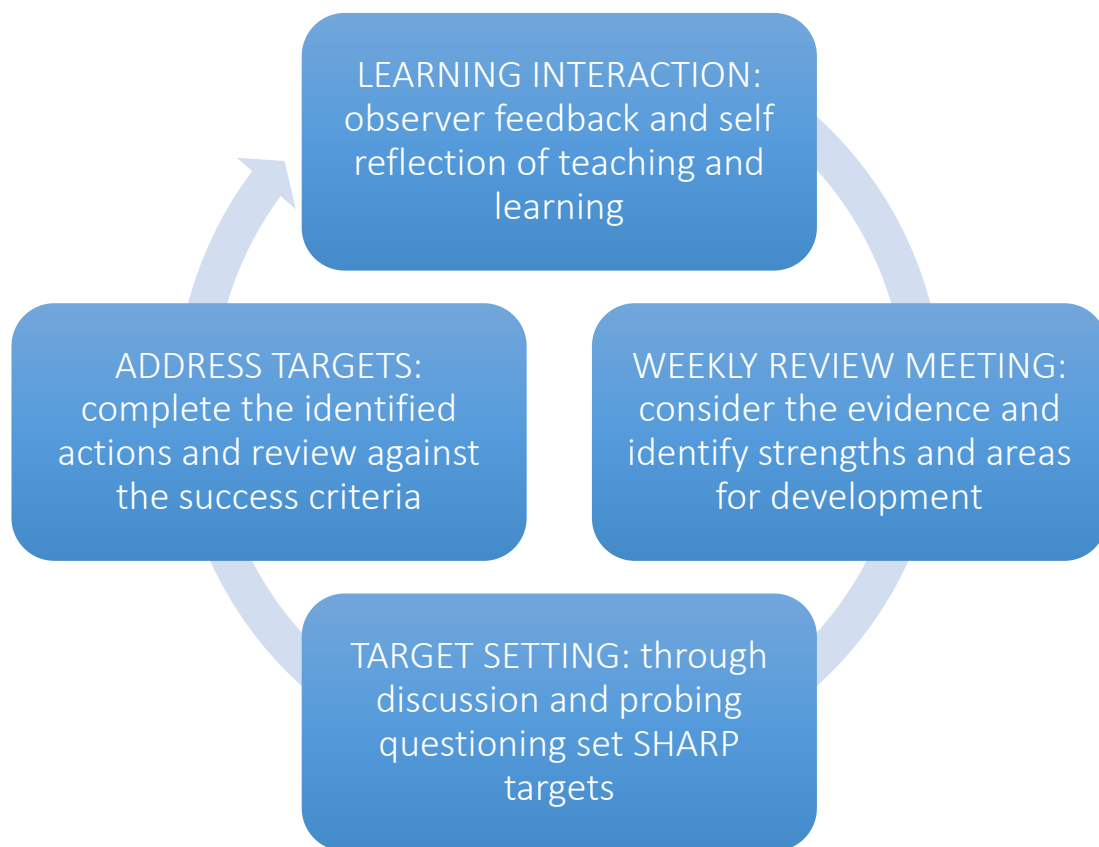 LEARNING INTERACTION:
observer feedback and self
reflection of teaching and
learning
WEEKLY REVIEW MEETING:
consider the evidence and
identify strengths and areas
for development
TARGET SETTING: through
discussion and probing
questioning set SHARP
targets
ADDRESS TARGETS:
complete the identified
actions and review against
the success criteria